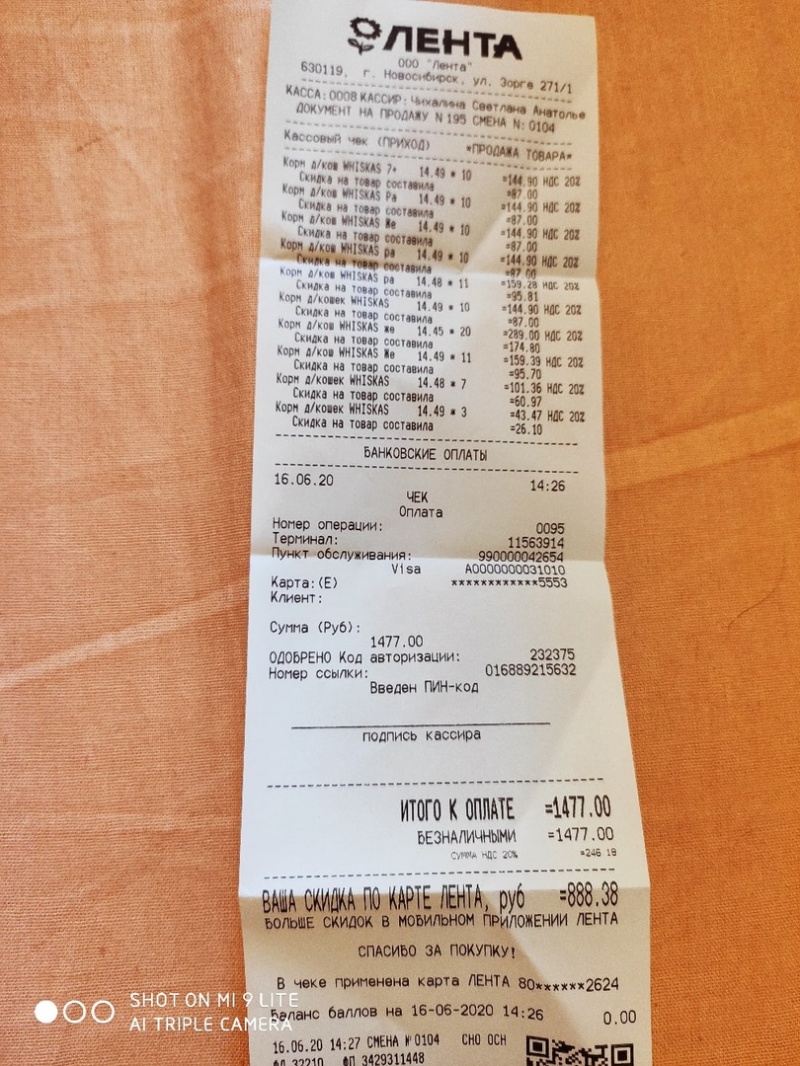 ЛЕНТА
ООО "Лента"
630119, г. Новосибирск, ул. Зорге 271/1
КАССА: 0008 КАССИР: Чихалина Светлана Анатолье
ДОКУМЕНТ НА ПРОДАЖУ N 195 СМЕНА N: 0104
Кассовый чек (ПРИХОД) *ПРОДАЖА ТОВАРА*
Корм д/ков WHISKAS 7+ 14.49 * 10 =144.90 НДС 20%
Скидка на товар составила =87.00
Корм д/ков WHISKAS Ра 14.49 * 10 =144.90 НДС 20%
Скидка на товар составила =87.00
Корм д/ков WHISKAS Же 14.49 * 10 =144.90 НДС 20%
Скидка на товар составила =87.00
Корм д/ков WHISKAS ра 14.49 * 10 =144.90 НДС 20%
Скидка на товар составила =87.00
Корм д/ков WHISKAS ра 14.48 * 11 =159.28 НДС 20%
Скидка на товар составила =95.81
Корм д/кошек WHISKAS 14.49 * 10 =144.90 НДС 20%
Скидка на товар составила =87.00
Корм д/ков WHISKAS же 14.45 * 20 =289.00 НДС 20%
Скидка на товар составила =174.80
Корм д/ков WHISKAS Же 14.49 * 11 =159.39 НДС 20%
Скидка на товар составила =95.70
Корм д/кошек WHISKAS 14.48 * 7 =101.36 НДС 20%
Скидка на товар составила =60.97
Корм д/кошек WHISKAS 14.49 * 3 =43.47 НДС 20%
Скидка на товар составила =26.10
БАНКОВСКИЕ ОПЛАТЫ
16.06.20 14:26
ЧЕК
Оплата
Номер операции: 0095
Терминал: 11563914
Пункт обслуживания: 990000042654
Visa A0000000031010
Карта:(E) ************5553
Клиент:
Сумма (Руб):
1477.00
ОДОБРЕНО Код авторизации: 232375
Номер ссылки: 016889215632
Введен ПИН-код
подпись кассира
ИТОГО К ОПЛАТЕ =1477.00
БЕЗНАЛИЧНЫМИ =1477.00
СУММА НДС 20% =246.18
ВАША СКИДКА ПО КАРТЕ ЛЕНТА, руб =888.38
БОЛЬШЕ СКИДОК В МОБИЛЬНОМ ПРИЛОЖЕНИИ ЛЕНТА
СПАСИБО ЗА ПОКУПКУ!
В чеке применена карта ЛЕНТА 80******2624
Баланс баллов на 16-06-2020 14:26 0.00
16.06.20 14:27 СМЕНА №0104 СНО ОСН
ФД 32210 ФП 3429311448
SHOT ON MI 9 LITE
AI TRIPLE CAMERA